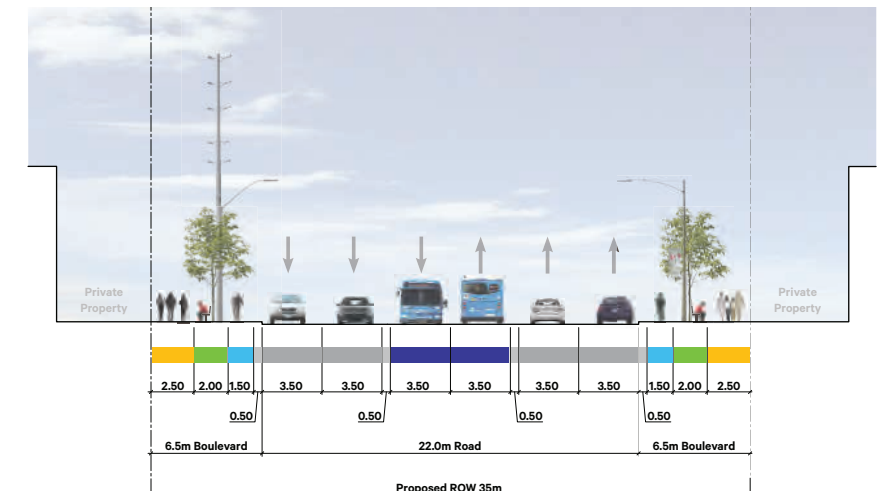 Private
Property
Private
Property
2.50 2.00 1.50 3.50 3.50 3.50 3.50 3.50 3.50 1.50 2.00 2.50
0.50 0.50 0.50 0.50
6.5m Boulevard 22.0m Road 6.5m Boulevard
Proposed ROW 35m